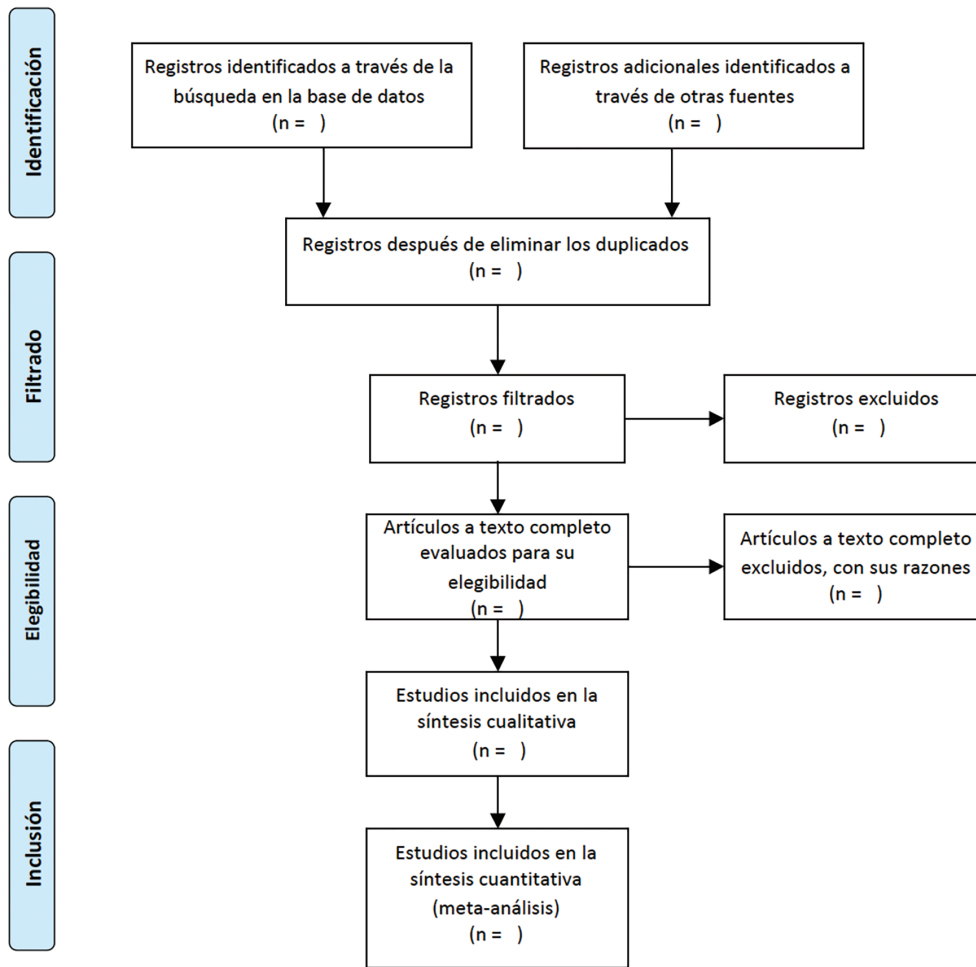 Identificación
Registros identificados a través de la
búsqueda en la base de datos
(n =   )
Registros adicionales identificados a
través de otras fuentes
(n =   )
Registros después de eliminar los duplicados
(n =   )
Filtrado
Registros filtrados
(n =   )
Registros excluidos
(n =   )
Elegibilidad
Artículos a texto completo
evaluados para su
elegibilidad
(n =   )
Artículos a texto completo
excluidos, con sus razones
(n =   )
Estudios incluidos en la
síntesis cualitativa
(n =   )
Inclusión
Estudios incluidos en la
síntesis cuantitativa
(meta-análisis)
(n =   )